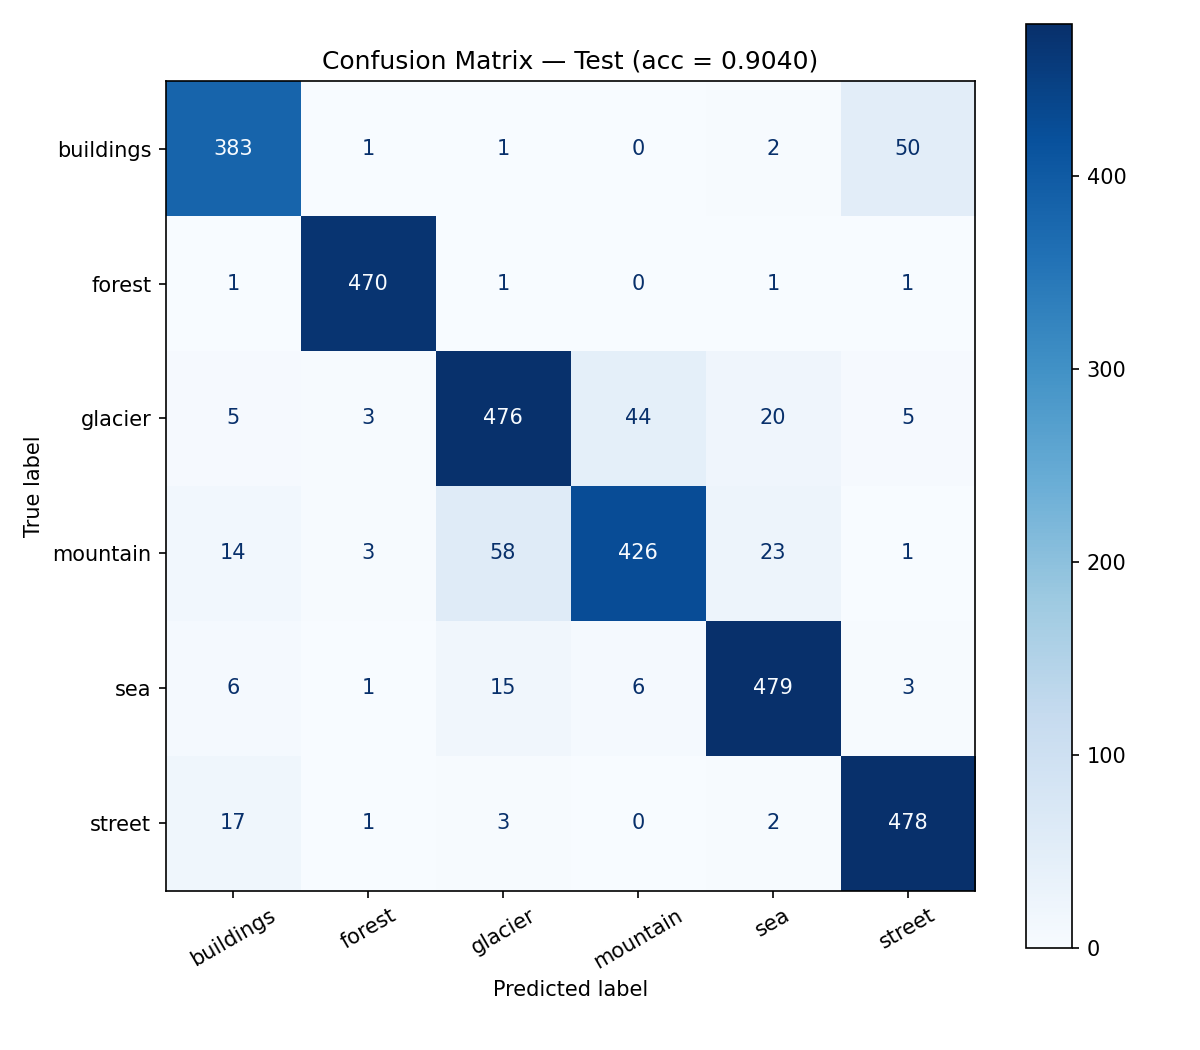 Confusion Matrix — Test (acc = 0.9040)
True label
buildings 383 1 1 0 2 50
forest 1 470 1 0 1 1
glacier 5 3 476 44 20 5
mountain 14 3 58 426 23 1
sea 6 1 15 6 479 3
street 17 1 3 0 2 478
buildings forest glacier mountain sea street
Predicted label
400
300
200
100
0